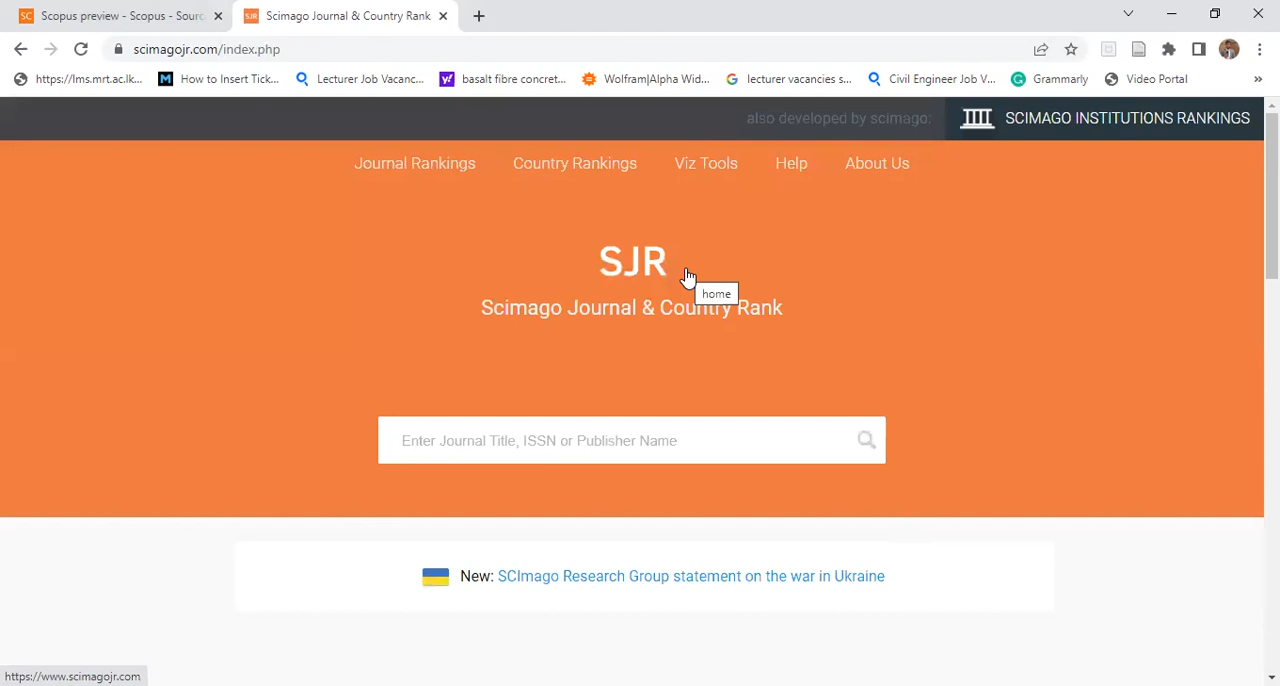 Scopus preview - Scopus - Sourc
Scimago Journal & Country Rank
scimagojr.com/index.php
https://lms.mrt.ac.lk...
How to Insert Tick...
Lecturer Job Vacanc...
basalt fibre concret...
Wolfram|Alpha Wid...
lecturer vacancies s...
Civil Engineer Job V...
Grammarly
Video Portal
»
also developed by scimago:
SCIMAGO INSTITUTIONS RANKINGS
Journal Rankings
Country Rankings
Viz Tools
Help
About Us
SJR
home
Scimago Journal & Country Rank
Enter Journal Title, ISSN or Publisher Name
New: SCImago Research Group statement on the war in Ukraine
https://www.scimagojr.com